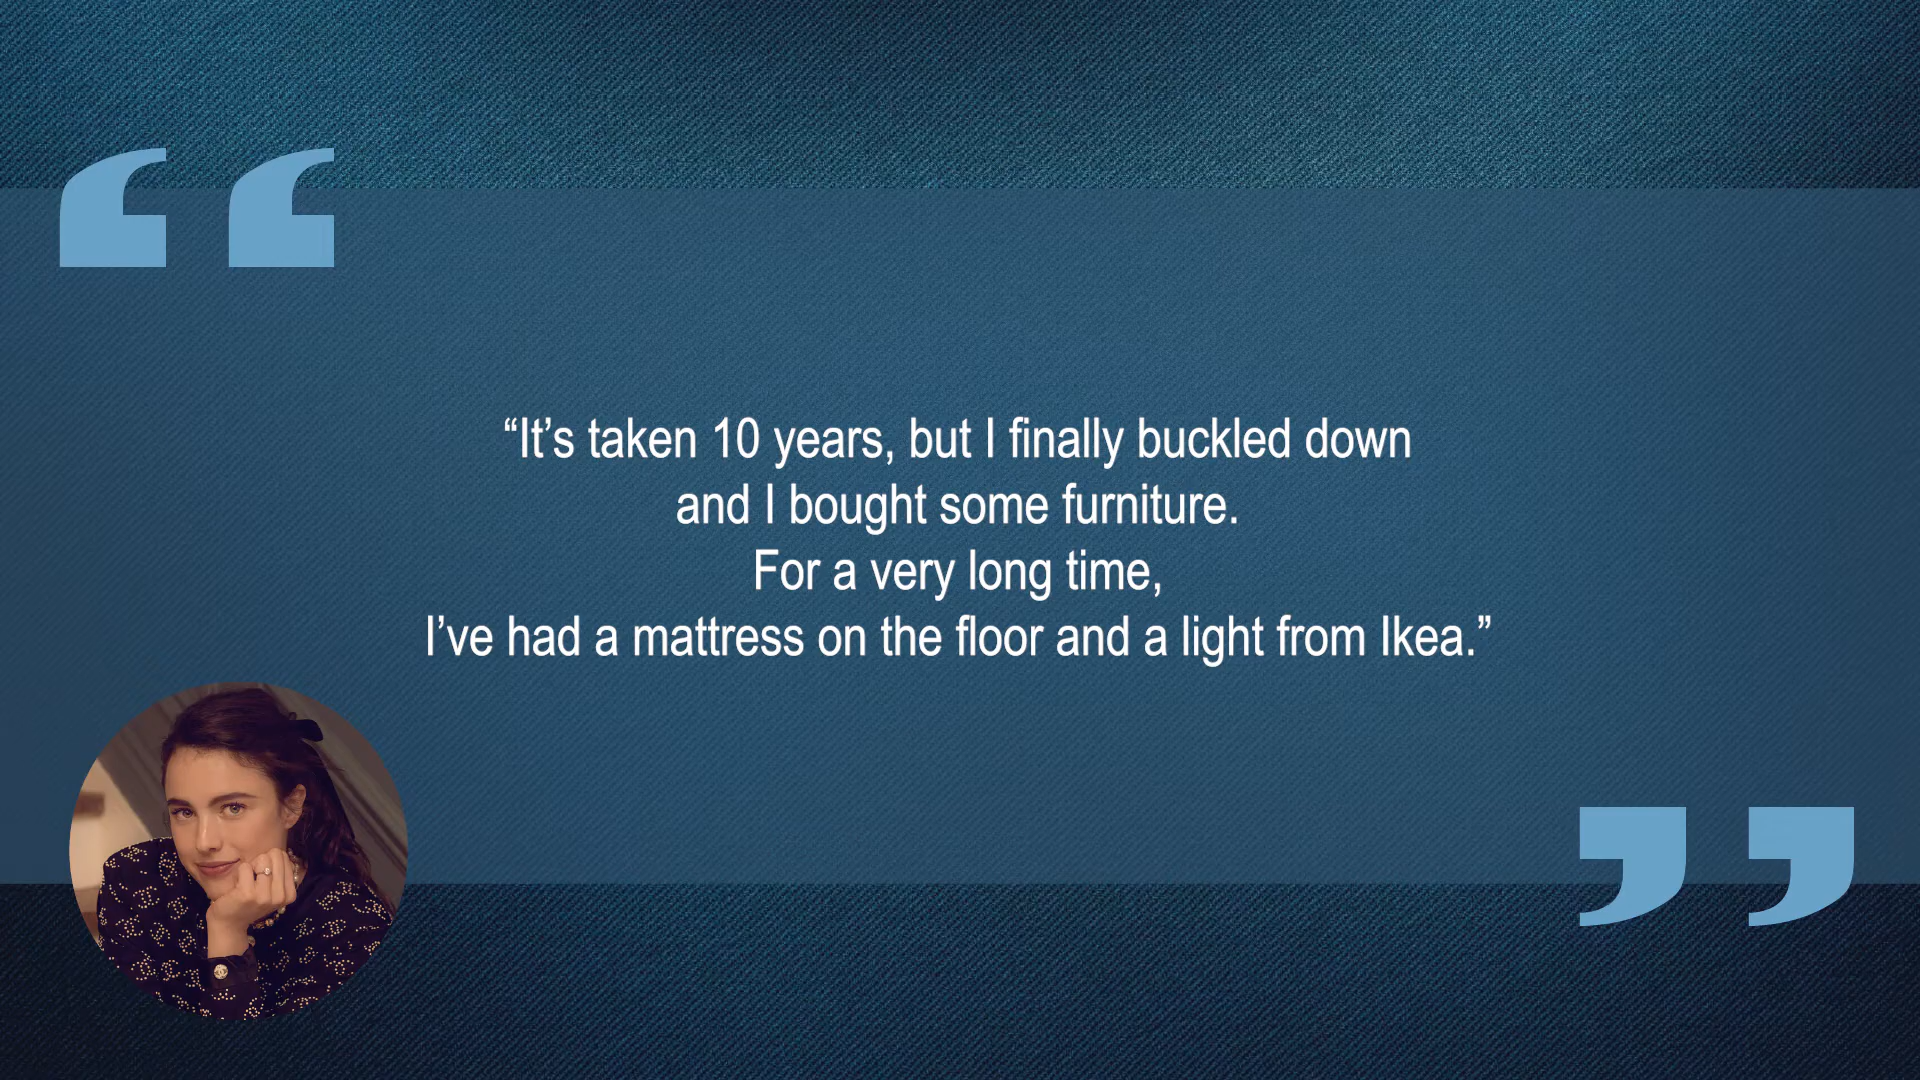 “It’s taken 10 years, but I finally buckled down
and I bought some furniture.
For a very long time,
I’ve had a mattress on the floor and a light from Ikea.”